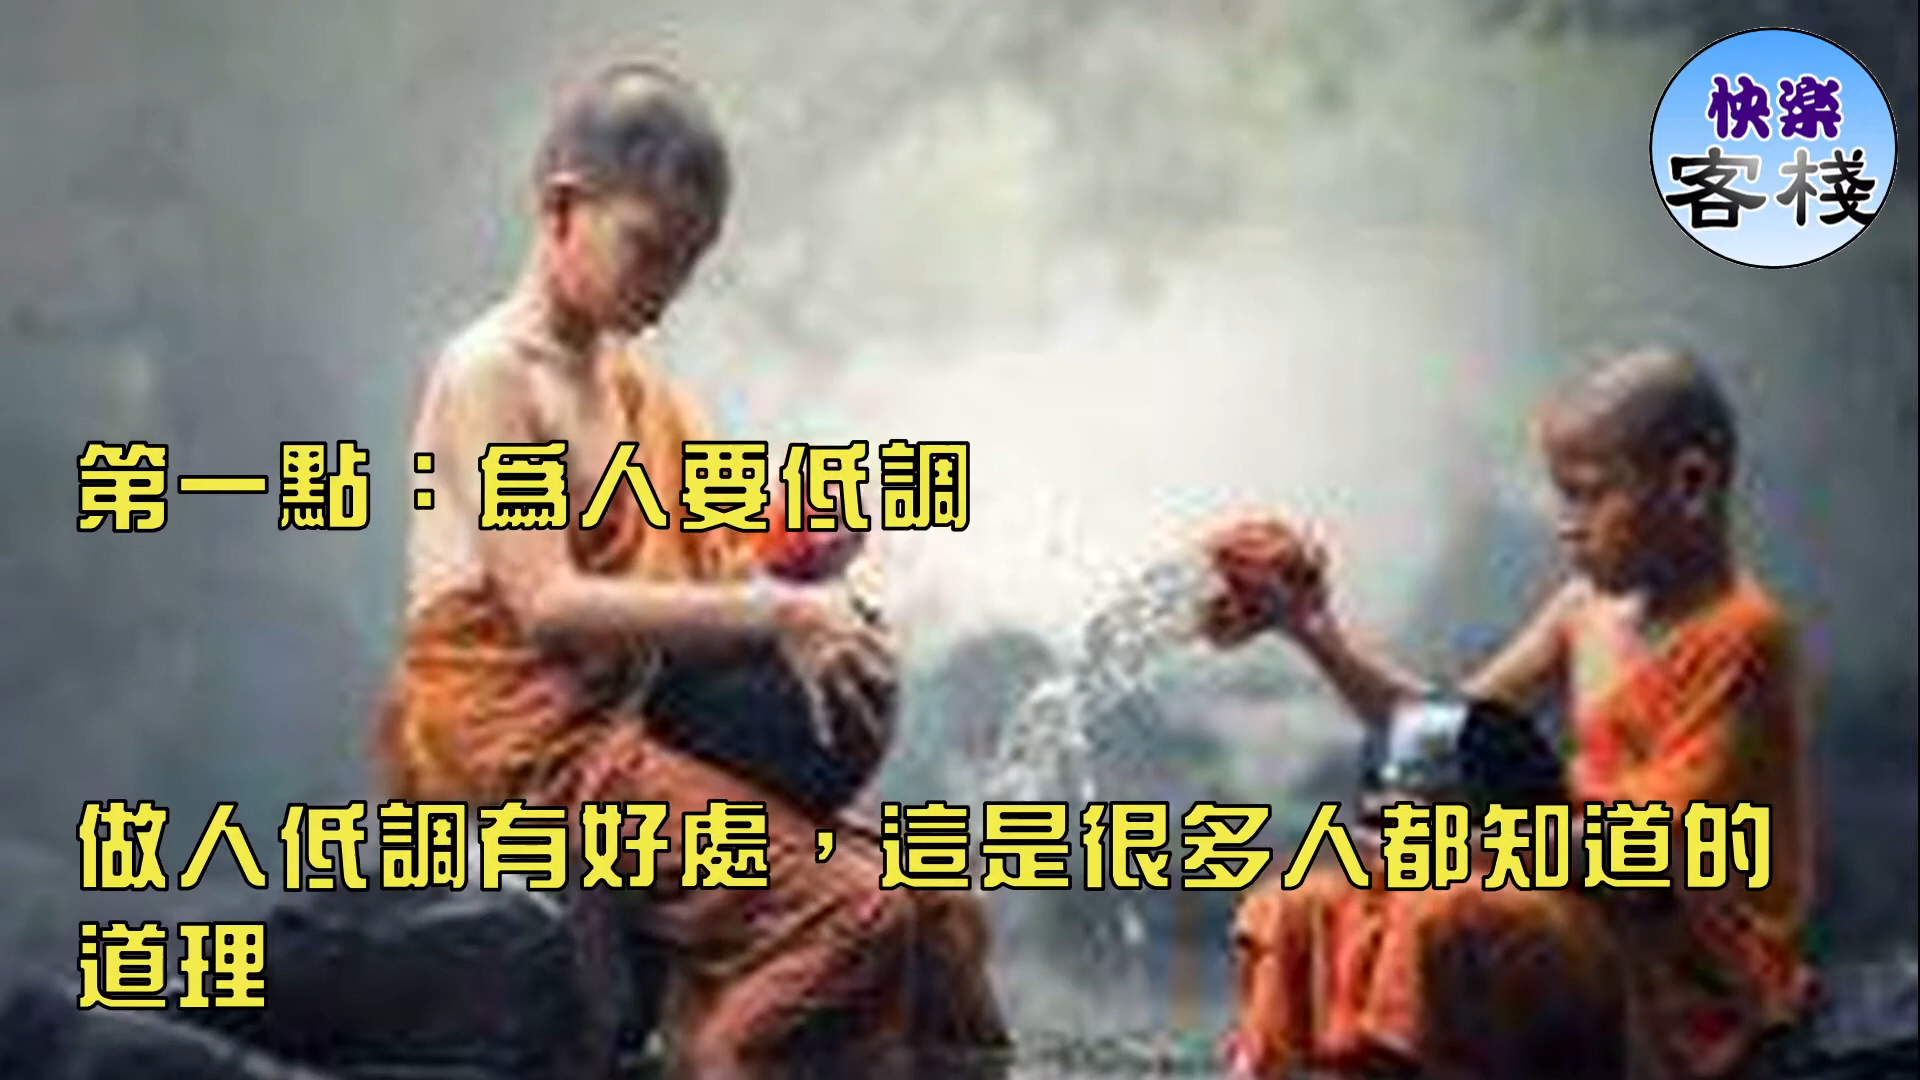 快樂
客棧
第一點：為人要低調
做人低調有好處，這是很多人都知道的
道理